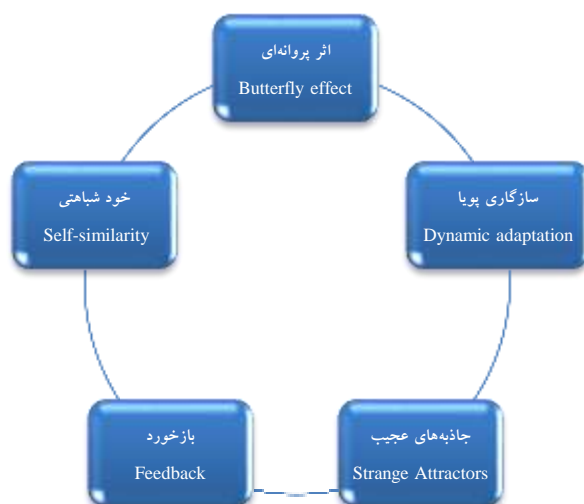 اثر پروانه‌ای
Butterfly effect
سازگاری پویا
Dynamic adaptation
جاذبه‌های عجیب
Strange Attractors
بازخورد
Feedback
خود شباهتی
Self-similarity